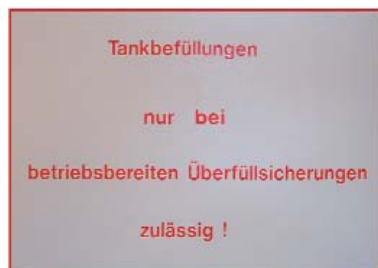 Tankbefüllungen
nur bei
betriebsbereiten Überfüllsicherungen
zulässig !